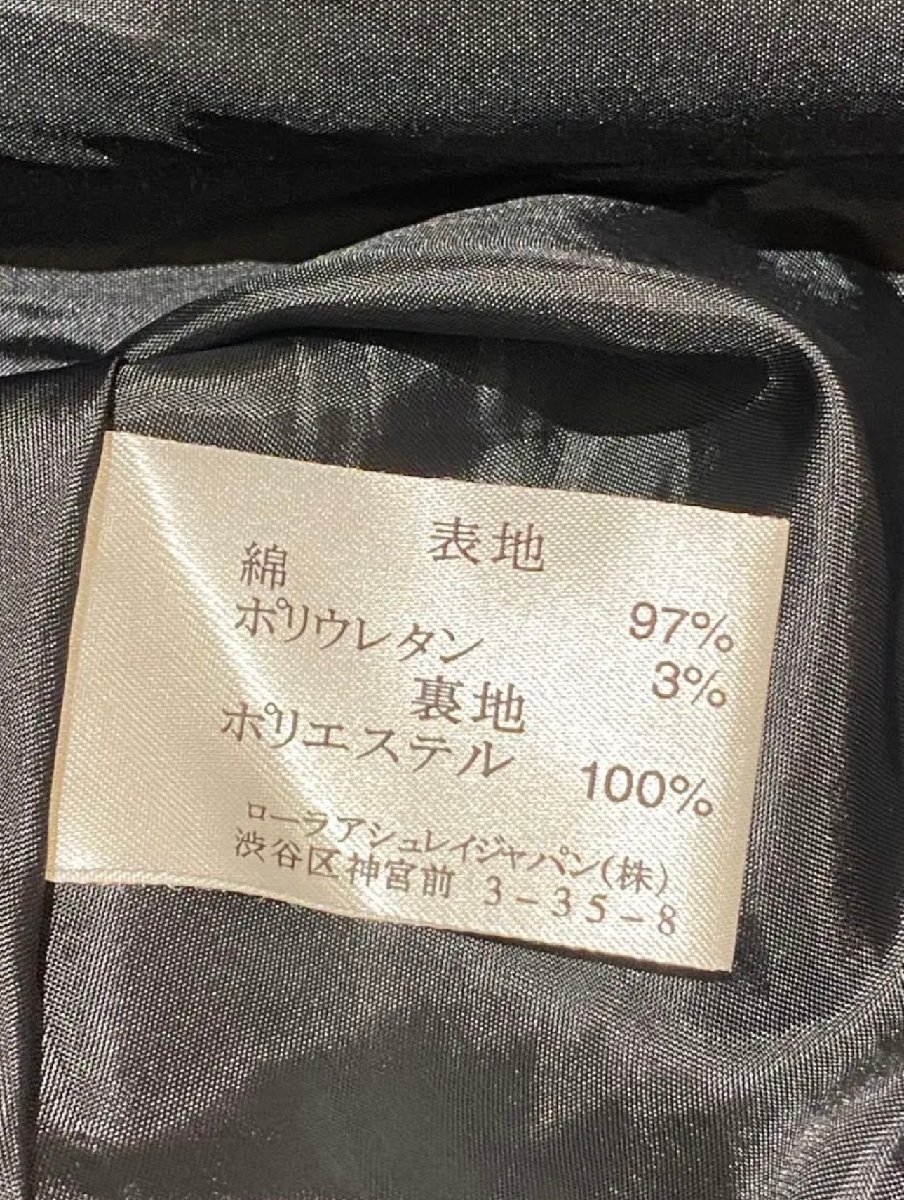 表地
綿 97%
ポリウレタン 3%
裏地
ポリエステル 100%
ローラアシュレイジャパン(株)
渋谷区神宮前 3-35-8